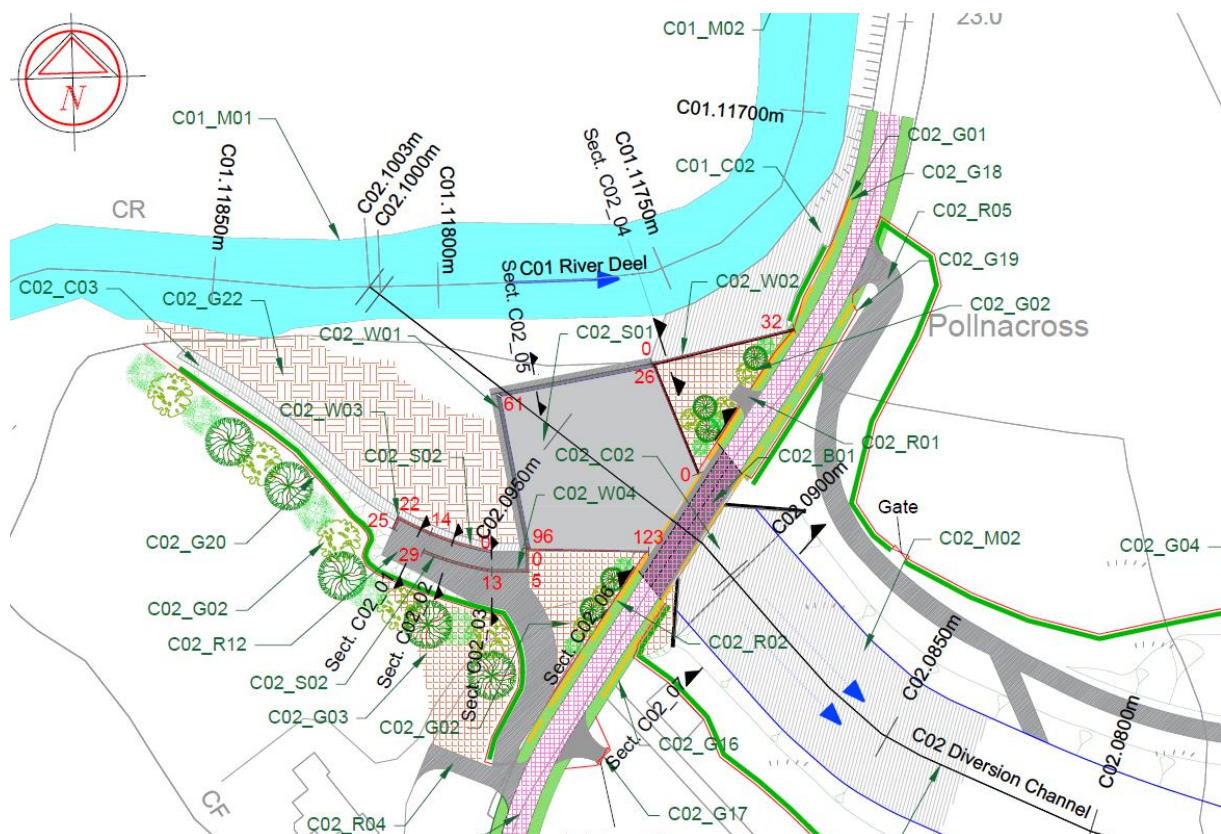 23.0
C01_M02
C01_M01
C01.11700m
C02_G01
N
C02.1003m
C02.1000m
Sect. C02_04
C01.11750m
C01_C02
C02_G18
C02_R05
CR
C01.11850m
C01.11800m
C01 River Deel
C02_G19
C02_C03
C02_G22
Sect. C02_05
C02_W02
C02_G02
C02_W01
C02_S01
32
Pollnacross
0
26
61
C02_W03
C02_R01
C02_S02
C02.0950m
C02_C02
C02_B01
0
C02_W04
C02.0900m
22
25
14
0
96
123
Gate
C02_M02
C02_G20
29
0
C02_G04
13
5
C02_G02
C02_R12
Sect. C02_01
Sect. C02_02
Sect. C02_03
Sect. C02_06
C02_R02
C02_S02
C02.0850m
C02_G03
C02_G02
Sect. C02_07
C02_G16
C02 Diversion Channel
C02.0800m
CF
C02_R04
C02_G17